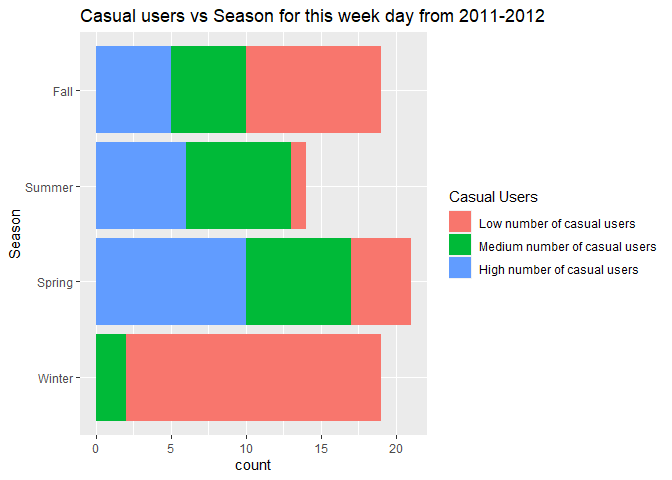 Casual users vs Season for this week day from 2011-2012
Fall
Summer
Spring
Winter
Season
0 5 10 15 20
count
Casual Users
Low number of casual users
Medium number of casual users
High number of casual users